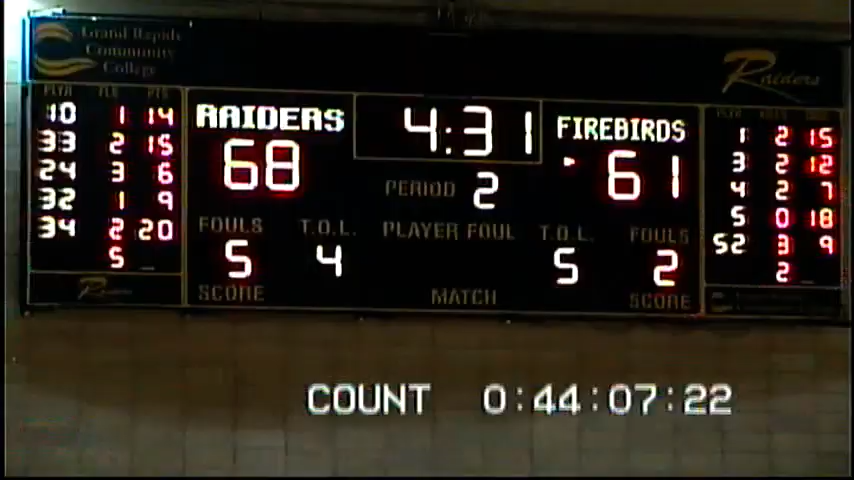 Grand Rapids
Community
College
Raiders
PLYR FLS PTS
10 1 14
33 2 15
24 3 6
32 1 9
34 2 20
5
Raiders
RAIDERS
68
4:31
PERIOD 2
FIREBIRDS
61
FOULS T.O.L. PLAYER FOUL T.O.L. FOULS
5 4 5 2
SCORE MATCH SCORE
1 2 15
3 2 12
4 2 7
5 0 18
52 3 9
2
COUNT 0:44:07:22